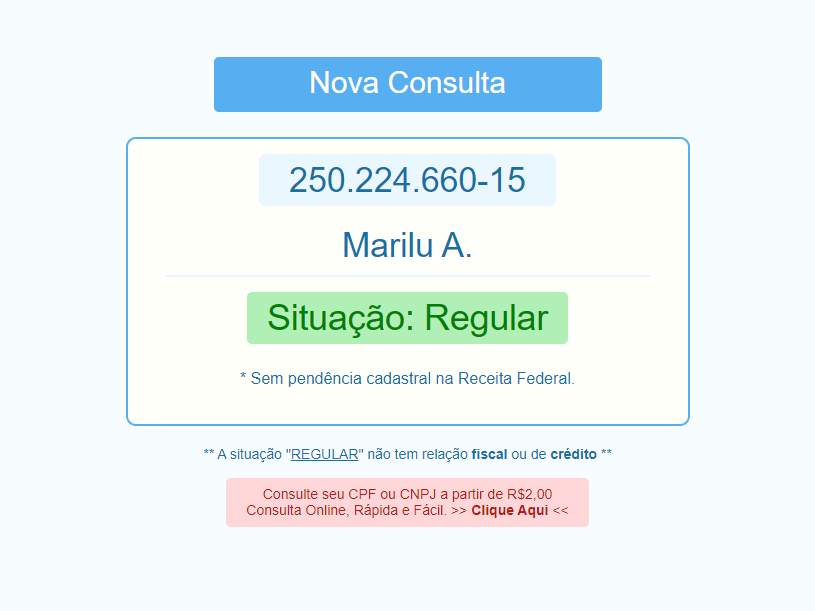 Nova Consulta
250.224.660-15
Marilu A.
Situação: Regular
* Sem pendência cadastral na Receita Federal.
** A situação "REGULAR" não tem relação fiscal ou de crédito **
Consulte seu CPF ou CNPJ a partir de R$2,00
Consulta Online, Rápida e Fácil. >> Clique Aqui <<